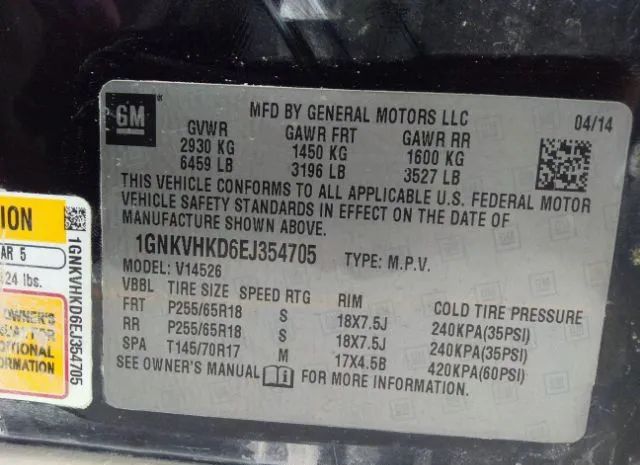 GM
MFD BY GENERAL MOTORS LLC
04/14
GVWR GAWR FRT GAWR RR
2930 KG 1450 KG 1600 KG
6459 LB 3196 LB 3527 LB
THIS VEHICLE CONFORMS TO ALL APPLICABLE U.S. FEDERAL MOTOR
VEHICLE SAFETY STANDARDS IN EFFECT ON THE DATE OF
MANUFACTURE SHOWN ABOVE.
1GNKVHKD6EJ354705 TYPE: M.P.V.
MODEL: V14526
VBBL TIRE SIZE SPEED RTG RIM COLD TIRE PRESSURE
FRT P255/65R18 S 18X7.5J 240KPA(35PSI)
RR P255/65R18 S 18X7.5J 240KPA(35PSI)
SPA T145/70R17 M 17X4.5B 420KPA(60PSI)
SEE OWNER'S MANUAL FOR MORE INFORMATION.
ION
AR 5
24 lbs.
OWNER'S
FOR
ITIONAL
ORMATION
1GNKVHKD6EJ354705